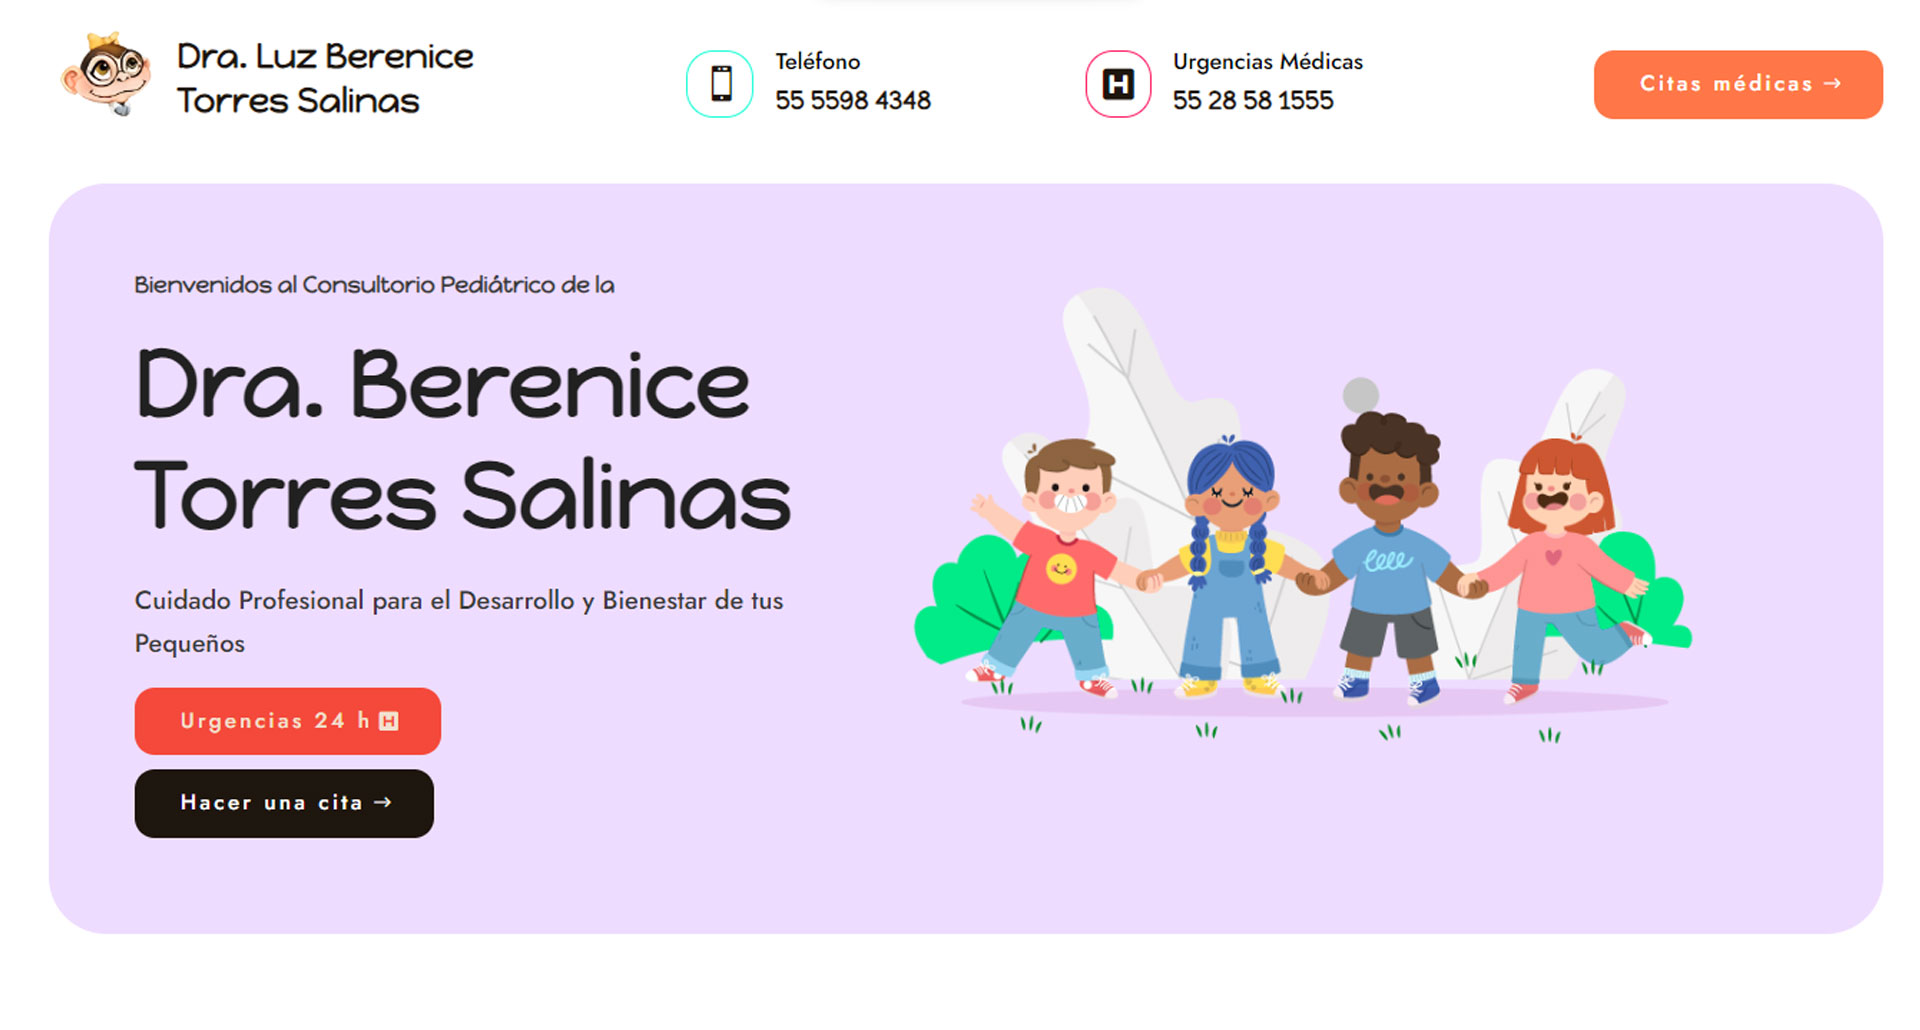 Dra. Luz Berenice
Torres Salinas
Teléfono
55 5598 4348
H
Urgencias Médicas
55 28 58 1555
Citas médicas →
Bienvenidos al Consultorio Pediátrico de la
Dra. Berenice
Torres Salinas
Cuidado Profesional para el Desarrollo y Bienestar de tus
Pequeños
Urgencias 24 h H
Hacer una cita →